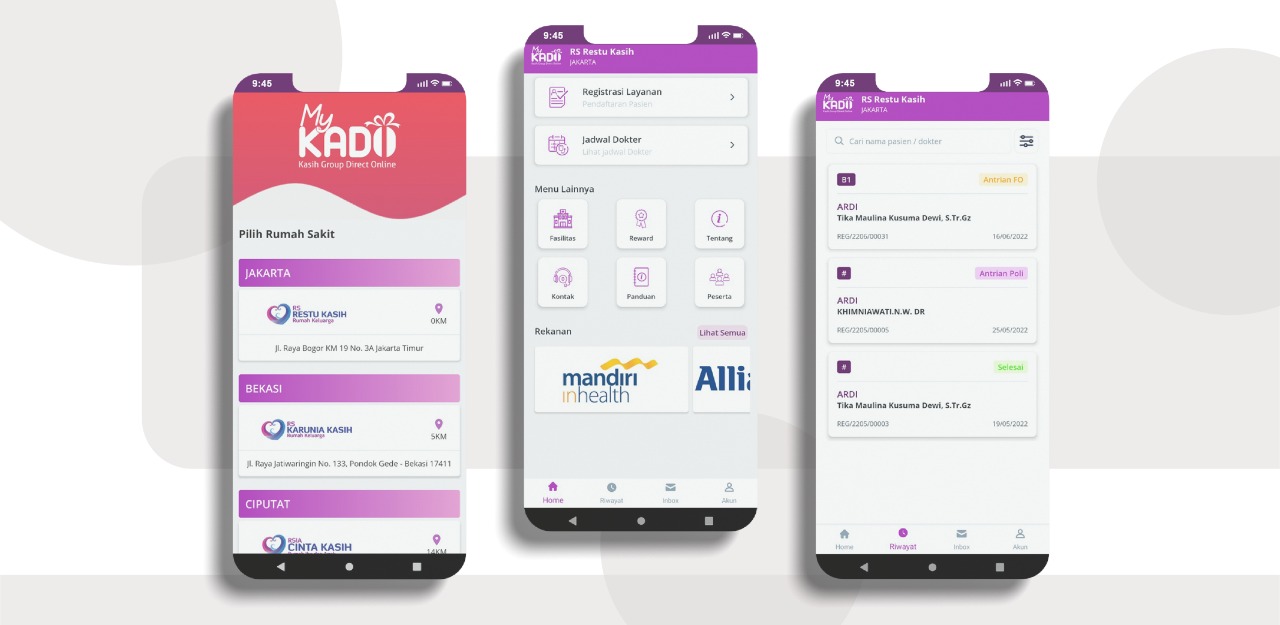 9:45
My
KADO
Kasih Group Direct Online
Pilih Rumah Sakit
JAKARTA
RS
RESTU KASIH
Rumah Keluarga
0KM
Jl. Raya Bogor KM 19 No. 3A Jakarta Timur
BEKASI
RS
KARUNIA KASIH
Rumah Keluarga
5KM
Jl. Raya Jatiwaringin No. 133, Pondok Gede - Bekasi 17411
CIPUTAT
RSIA
CINTA KASIH
14KM
9:45
My
KADO
RS Restu Kasih
JAKARTA
Registrasi Layanan
Pendaftaran Pasien
Jadwal Dokter
Lihat Jadwal Dokter
Menu Lainnya
Fasilitas
Reward
Tentang
Kontak
Panduan
Peserta
Rekanan
Lihat Semua
mandiri
inhealth
Alli
Home
Riwayat
Inbox
Akun
9:45
My
KADO
RS Restu Kasih
JAKARTA
Cari nama pasien / dokter
B1
Antrian FO
ARDI
Tika Maulina Kusuma Dewi, S.Tr.Gz
REG/2206/00031
16/06/2022
#
Antrian Poli
ARDI
KHIMNIAWATI.N.W. DR
REG/2205/00005
25/05/2022
#
Selesai
ARDI
Tika Maulina Kusuma Dewi, S.Tr.Gz
REG/2205/00003
19/05/2022
Home
Riwayat
Inbox
Akun